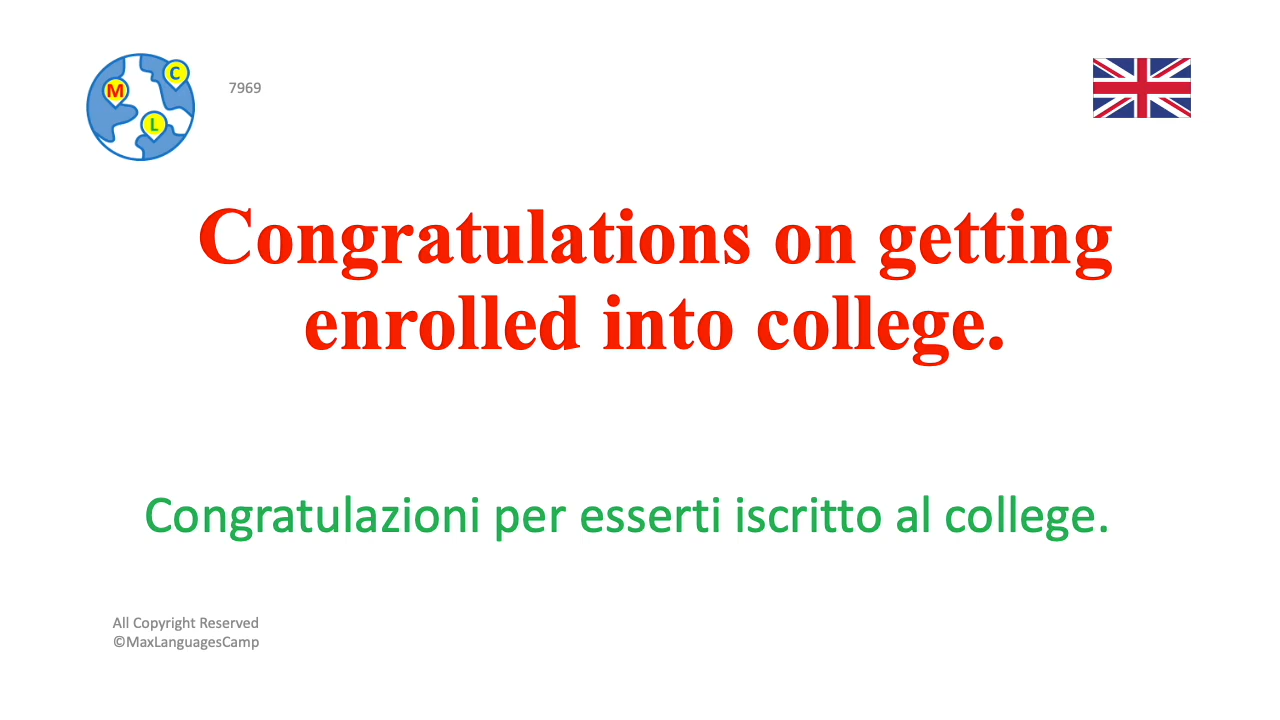 C
M
L
7969
Congratulations on getting
enrolled into college.
Congratulazioni per esserti iscritto al college.
All Copyright Reserved
©MaxLanguagesCamp